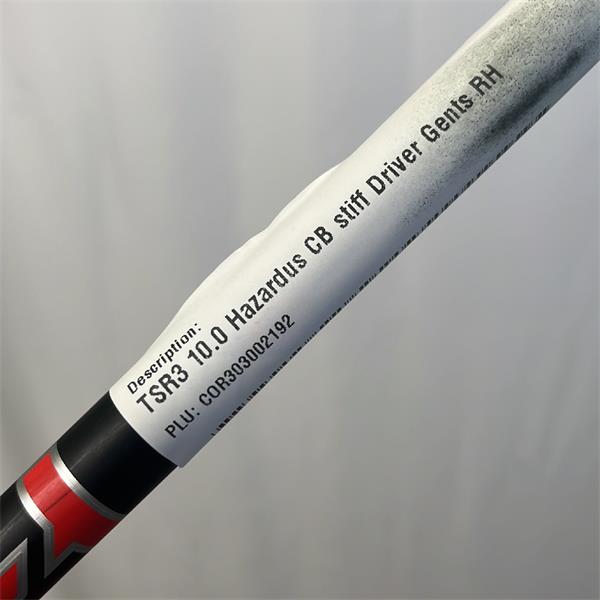 Description:
TSR3 10.0 Hazardus CB stiff Driver Gents RH
PLU: COR303002192